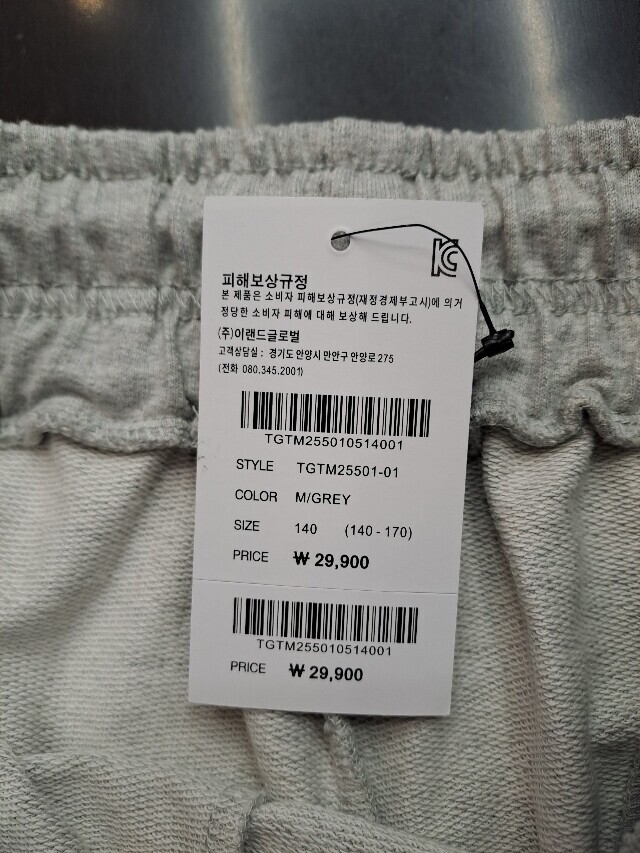 KC
피해보상규정
본 제품은 소비자 피해보상규정(재정경제부고시)에 의거
정당한 소비자 피해에 대해 보상해 드립니다.
(주)이랜드글로벌
고객상담실 : 경기도 안양시 만안구 안양로 275
(전화 080.345.2001)
TGTM255010514001
STYLE TGTM25501-01
COLOR M/GREY
SIZE 140 (140 - 170)
PRICE ₩ 29,900
TGTM255010514001
PRICE ₩ 29,900